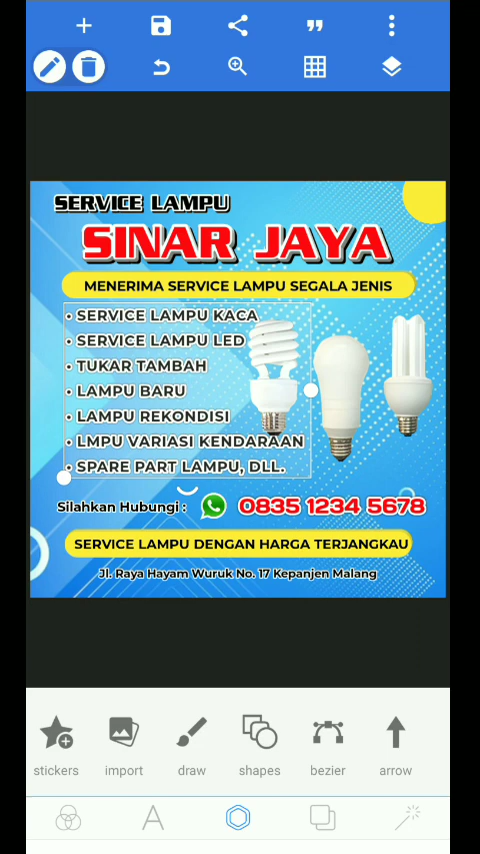 SERVICE LAMPU
SINAR JAYA
MENERIMA SERVICE LAMPU SEGALA JENIS
• SERVICE LAMPU KACA
• SERVICE LAMPU LED
• TUKAR TAMBAH
• LAMPU BARU
• LAMPU REKONDISI
• LMPU VARIASI KENDARAAN
• SPARE PART LAMPU, DLL.
Silahkan Hubungi : 0835 1234 5678
SERVICE LAMPU DENGAN HARGA TERJANGKAU
Jl. Raya Hayam Wuruk No. 17 Kepanjen Malang
stickers import draw shapes bezier arrow